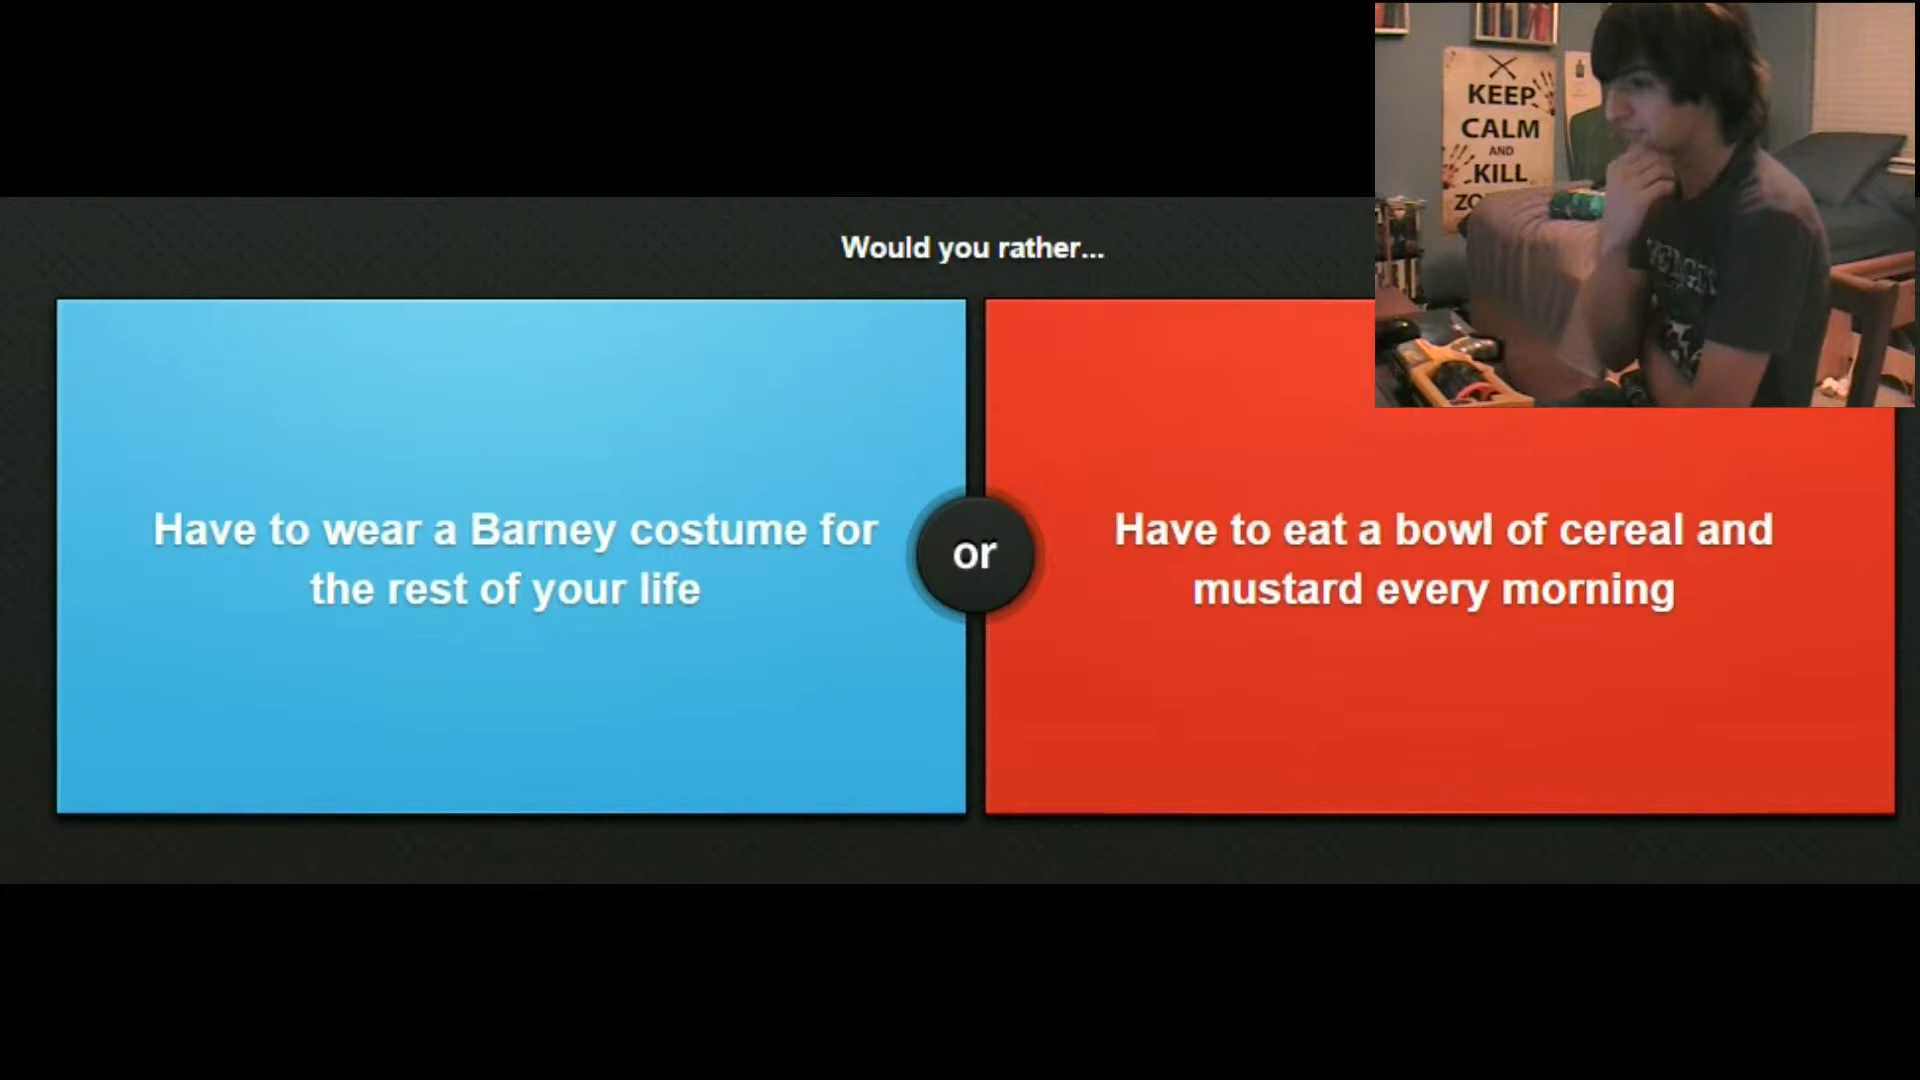 Would you rather...
Have to wear a Barney costume for
the rest of your life
or
Have to eat a bowl of cereal and
mustard every morning
KEEP
CALM
AND
KILL